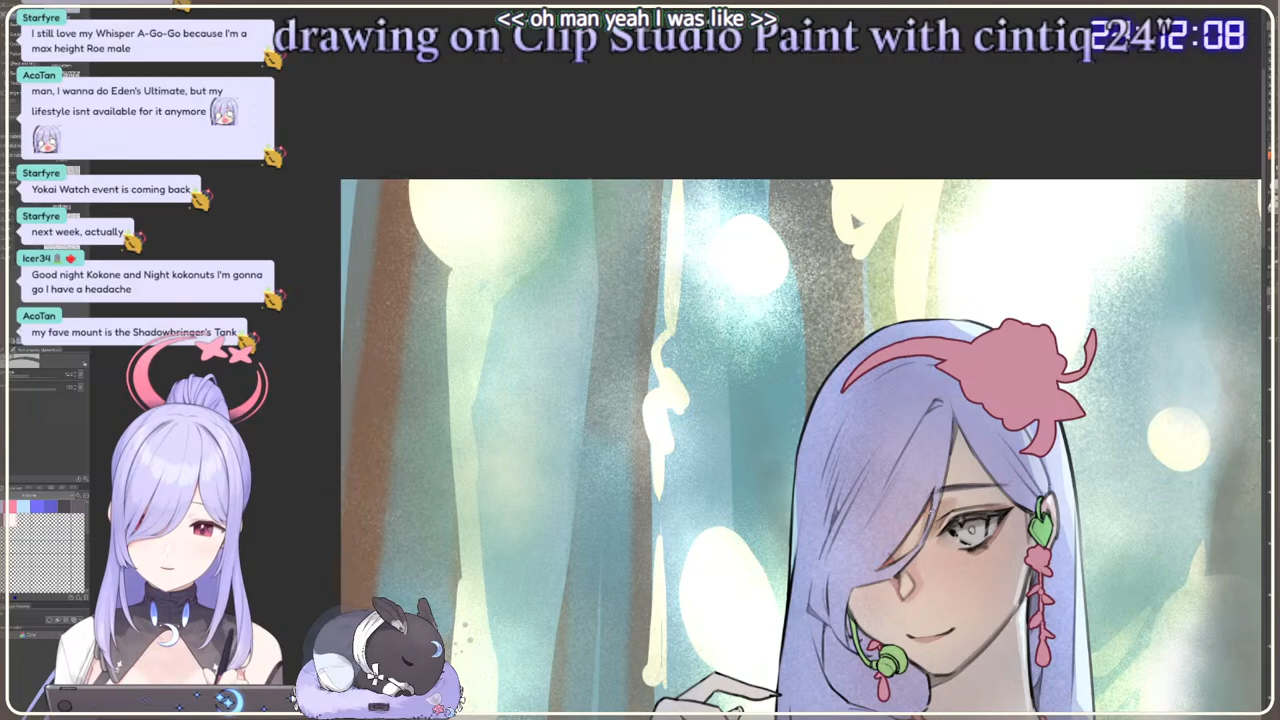 << oh man yeah I was like >>
drawing on Clip Studio Paint with cintiq 24"
12:08
Starfyre
I still love my Whisper A-Go-Go because I'm a
max height Roe male
AcoTan
man, I wanna do Eden's Ultimate, but my
lifestyle isnt available for it anymore
Starfyre
Yokai Watch event is coming back
Starfyre
next week, actually
Icer34
Good night Kokone and Night kokonuts I'm gonna
go I have a headache
AcoTan
my fave mount is the Shadowbringer's Tank